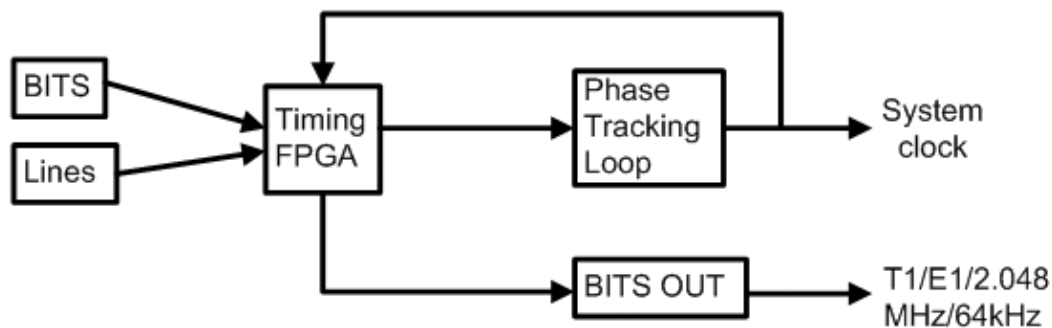 BITS
Lines
Timing
FPGA
Phase
Tracking
Loop
System
clock
BITS OUT
T1/E1/2.048
MHz/64kHz